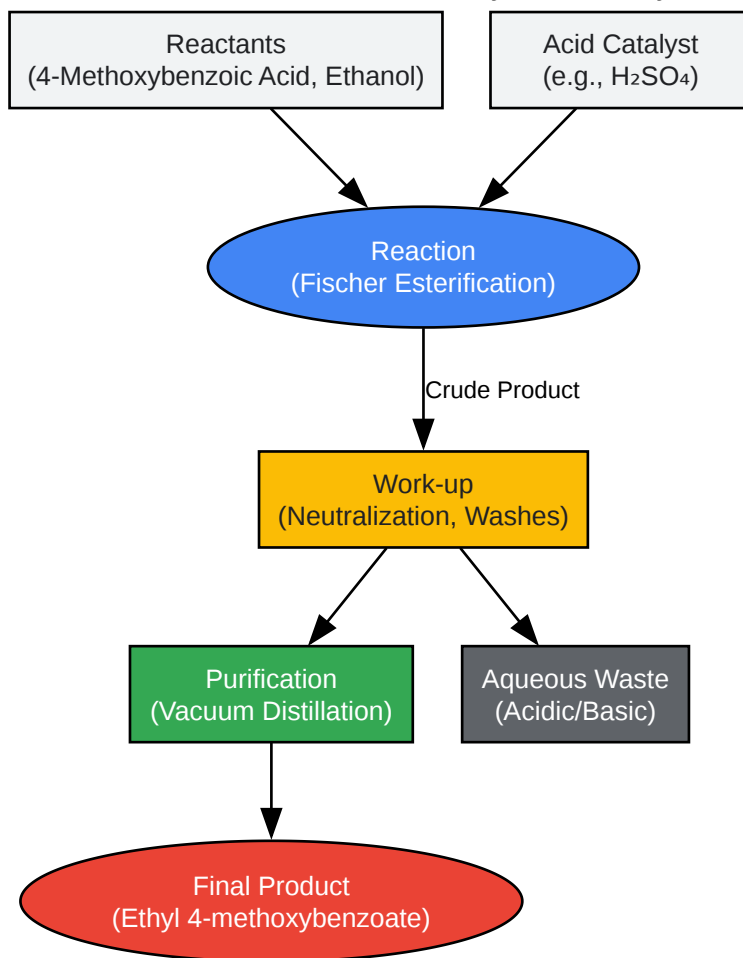 Reactants
(4-Methoxybenzoic Acid, Ethanol)
Acid Catalyst
(e.g., H₂SO₄)
Reaction
(Fischer Esterification)
Crude Product
Work-up
(Neutralization, Washes)
Purification
(Vacuum Distillation)
Aqueous Waste
(Acidic/Basic)
Final Product
(Ethyl 4-methoxybenzoate)